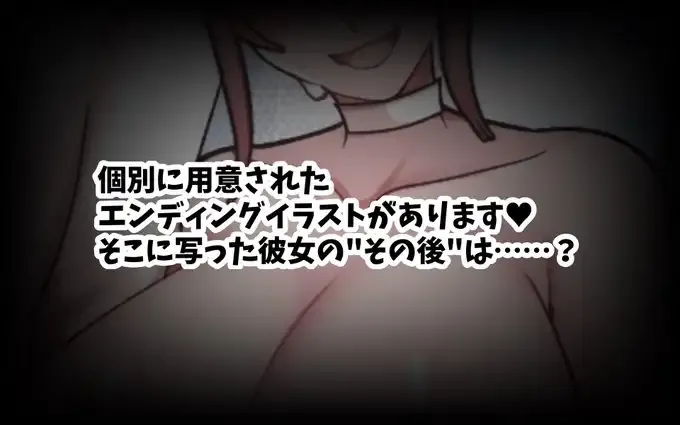 個別に用意された
エンディングイラストがあります♥
そこに写った彼女の"その後"は……？